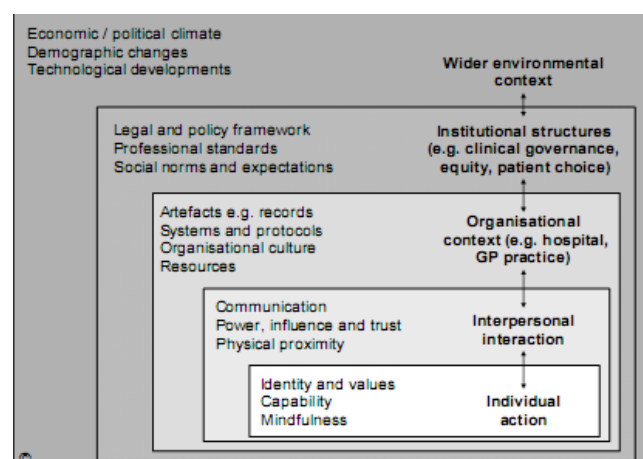 Economic / political climate
Demographic changes
Technological developments
Wider environmental
context
Legal and policy framework
Professional standards
Social norms and expectations
Institutional structures
(e.g. clinical governance,
equity, patient choice)
Artefacts e.g. records
Systems and protocols
Organisational culture
Resources
Organisational
context (e.g. hospital,
GP practice)
Communication
Power, influence and trust
Physical proximity
Interpersonal
interaction
Identity and values
Capability
Mindfulness
Individual
action
©